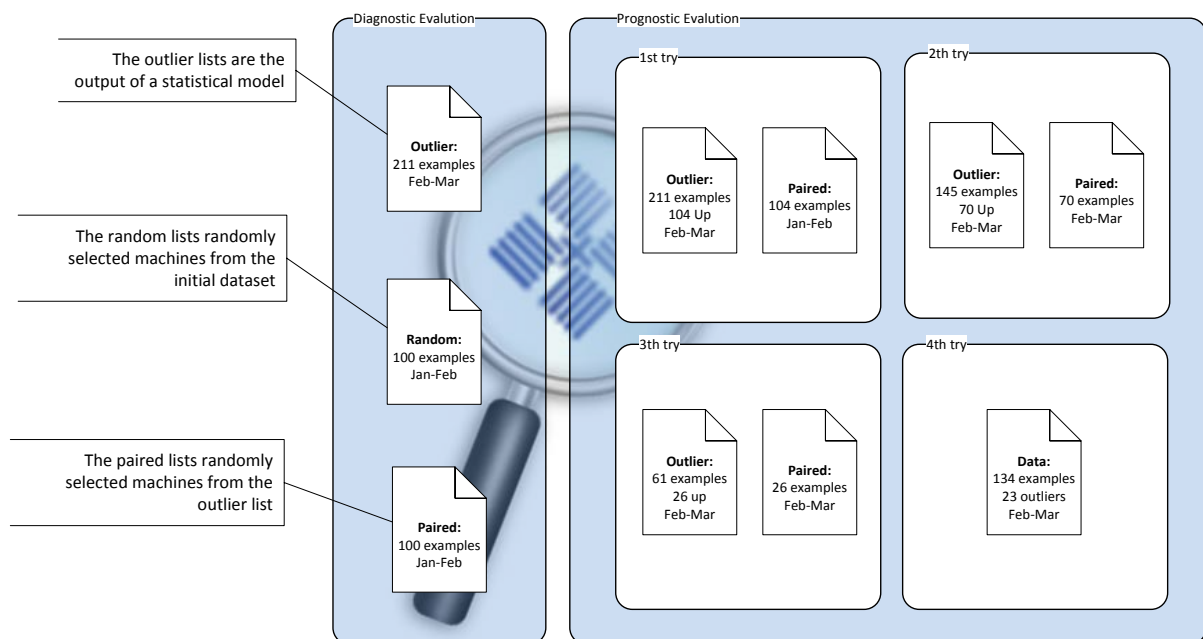 Diagnostic Evalution
The outlier lists are the
output of a statistical model
Outlier:
211 examples
Feb-Mar
The random lists randomly
selected machines from the
initial dataset
Random:
100 examples
Jan-Feb
The paired lists randomly
selected machines from the
outlier list
Paired:
100 examples
Jan-Feb
Prognostic Evalution
1st try
Outlier:
211 examples
104 Up
Feb-Mar
Paired:
104 examples
Jan-Feb
2th try
Outlier:
145 examples
70 Up
Feb-Mar
Paired:
70 examples
Feb-Mar
3th try
Outlier:
61 examples
26 up
Feb-Mar
Paired:
26 examples
Feb-Mar
4th try
Data:
134 examples
23 outliers
Feb-Mar